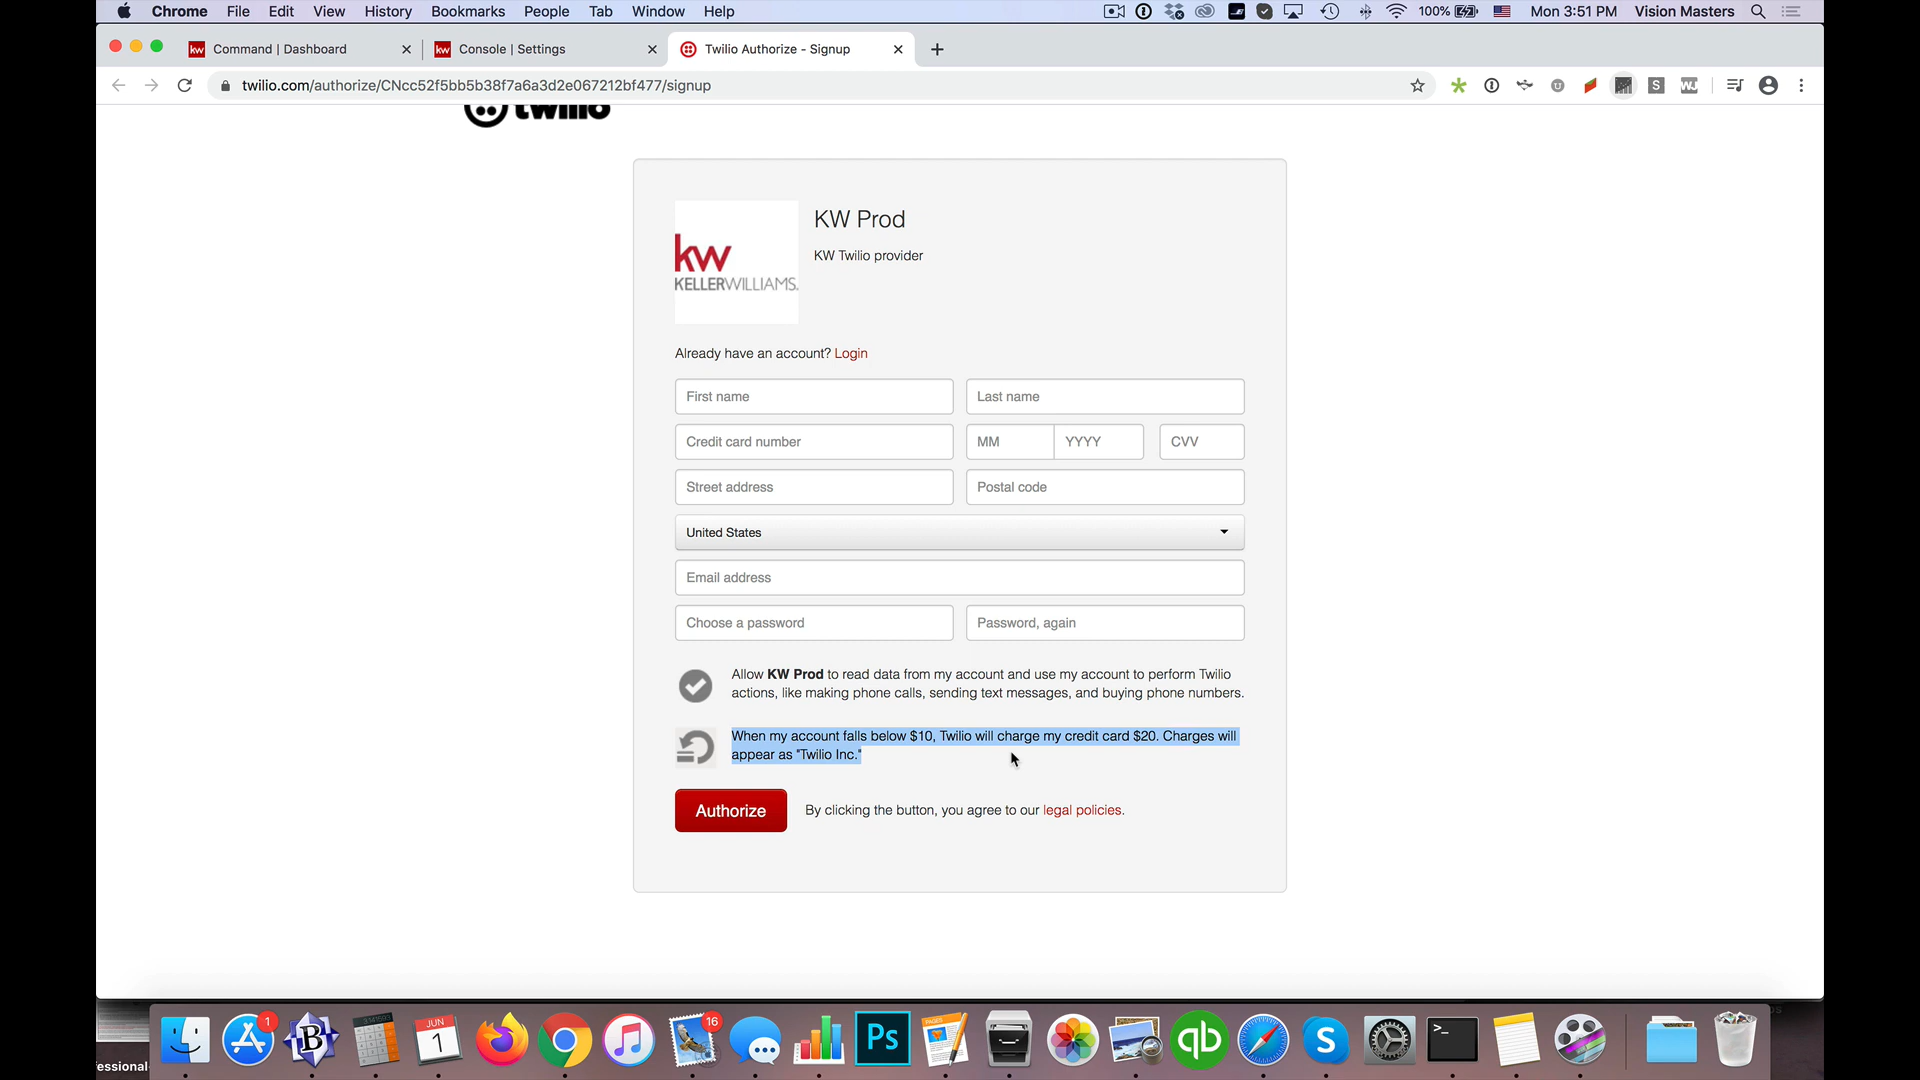 Chrome File Edit View History Bookmarks People Tab Window Help 100% Mon 3:51 PM Vision Masters
Command | Dashboard Console | Settings Twilio Authorize - Signup
twilio.com/authorize/CNcc52f5bb5b38f7a6a3d2e067212bf477/signup
twilio
KW Prod
KW Twilio provider
kw
KELLERWILLIAMS.
Already have an account? Login
First name Last name
Credit card number MM YYYY CVV
Street address Postal code
United States
Email address
Choose a password Password, again
Allow KW Prod to read data from my account and use my account to perform Twilio
actions, like making phone calls, sending text messages, and buying phone numbers.
When my account falls below $10, Twilio will charge my credit card $20. Charges will
appear as "Twilio Inc."
Authorize By clicking the button, you agree to our legal policies.
1 JUN 1 16 Ps PAGES qb S
essional